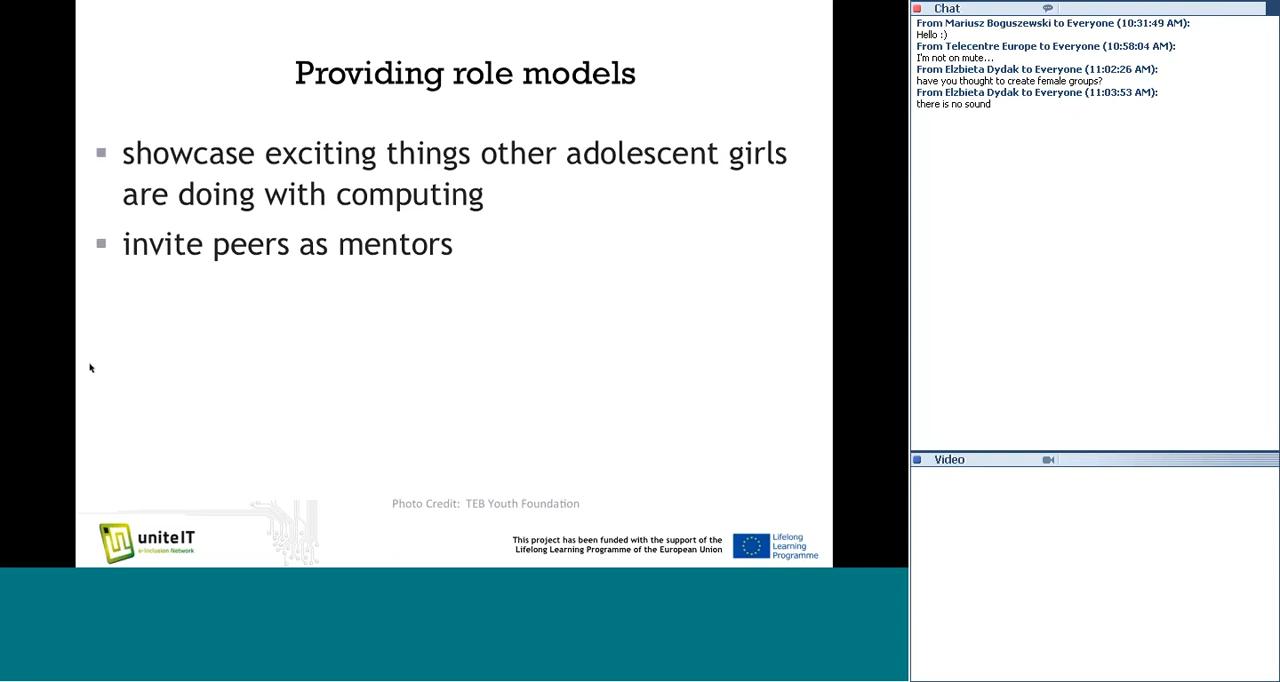 Providing role models
showcase exciting things other adolescent girls
are doing with computing
invite peers as mentors
Photo Credit: TEB Youth Foundation
uniteIT
e-Inclusion Network
This project has been funded with the support of the
Lifelong Learning Programme of the European Union
Lifelong
Learning
Programme
Chat
From Mariusz Boguszewski to Everyone (10:31:49 AM):
Hello :)
From Telecentre Europe to Everyone (10:58:04 AM):
I'm not on mute...
From Elzbieta Dydak to Everyone (11:02:26 AM):
have you thought to create female groups?
From Elzbieta Dydak to Everyone (11:03:53 AM):
there is no sound
Video